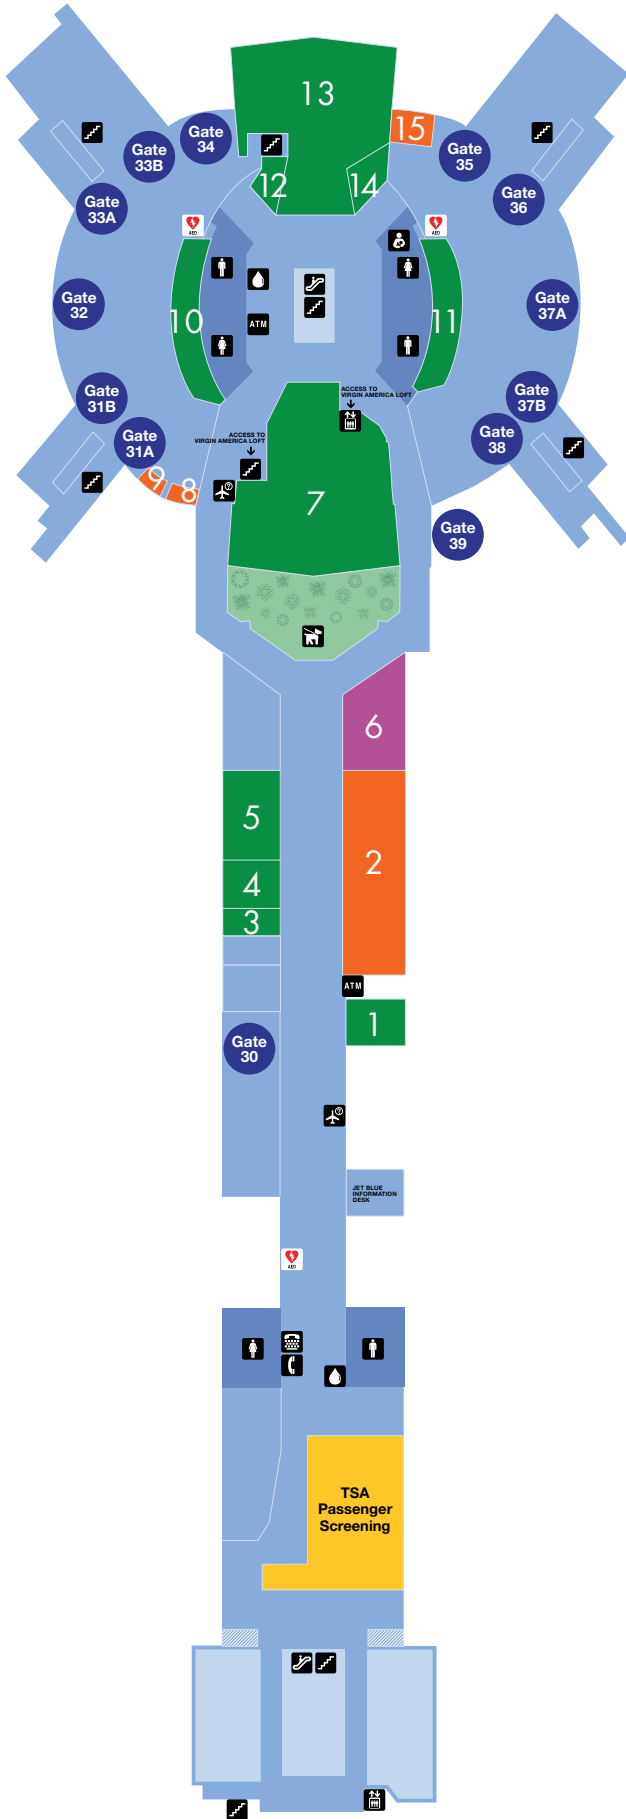 13
15
Gate
34
Gate
33B
Gate
35
12
14
Gate
36
Gate
33A
AED
AED
Gate
32
10
ATM
11
Gate
37A
Gate
31B
ACCESS TO
VIRGIN AMERICA LOFT
Gate
37B
Gate
31A
ACCESS TO
VIRGIN AMERICA LOFT
Gate
38
9
8
?
7
Gate
39
6
5
2
4
3
ATM
1
Gate
30
?
JET BLUE
INFORMATION
DESK
AED
TSA
Passenger
Screening